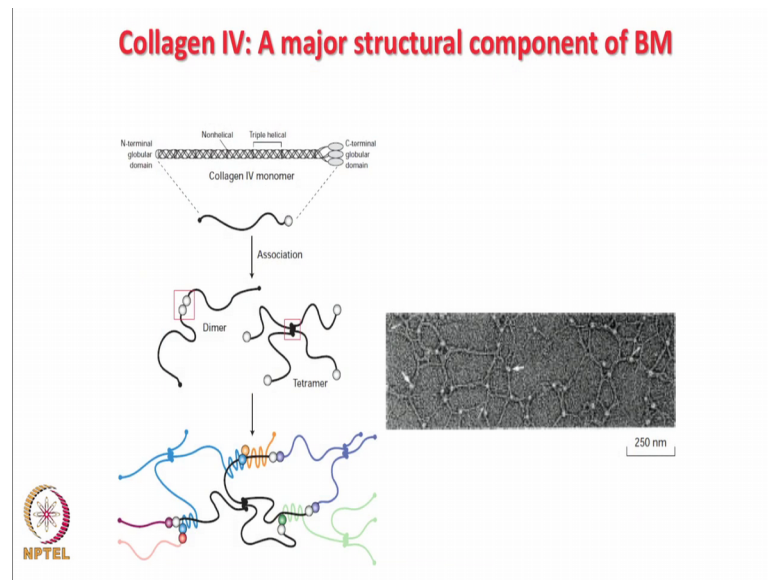 Collagen IV: A major structural component of BM
N-terminal
globular
domain
Nonhelical
Triple helical
C-terminal
globular
domain
Collagen IV monomer
Association
Dimer
Tetramer
250 nm
NPTEL